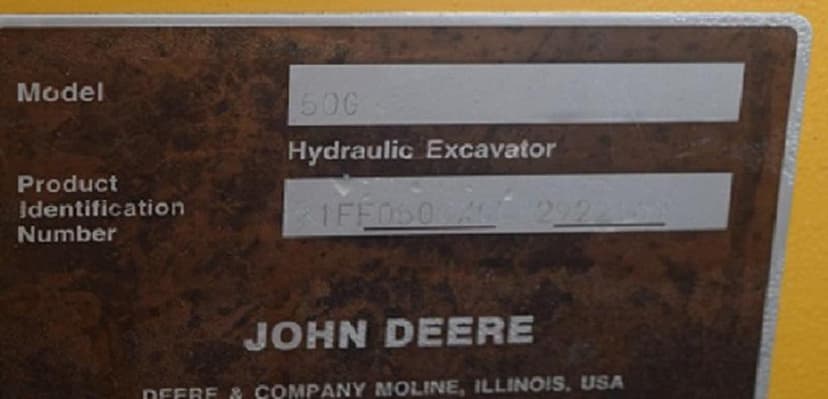 Model 50G
Hydraulic Excavator
Product
Identification
Number
JOHN DEERE
DEERE & COMPANY MOLINE, ILLINOIS, USA